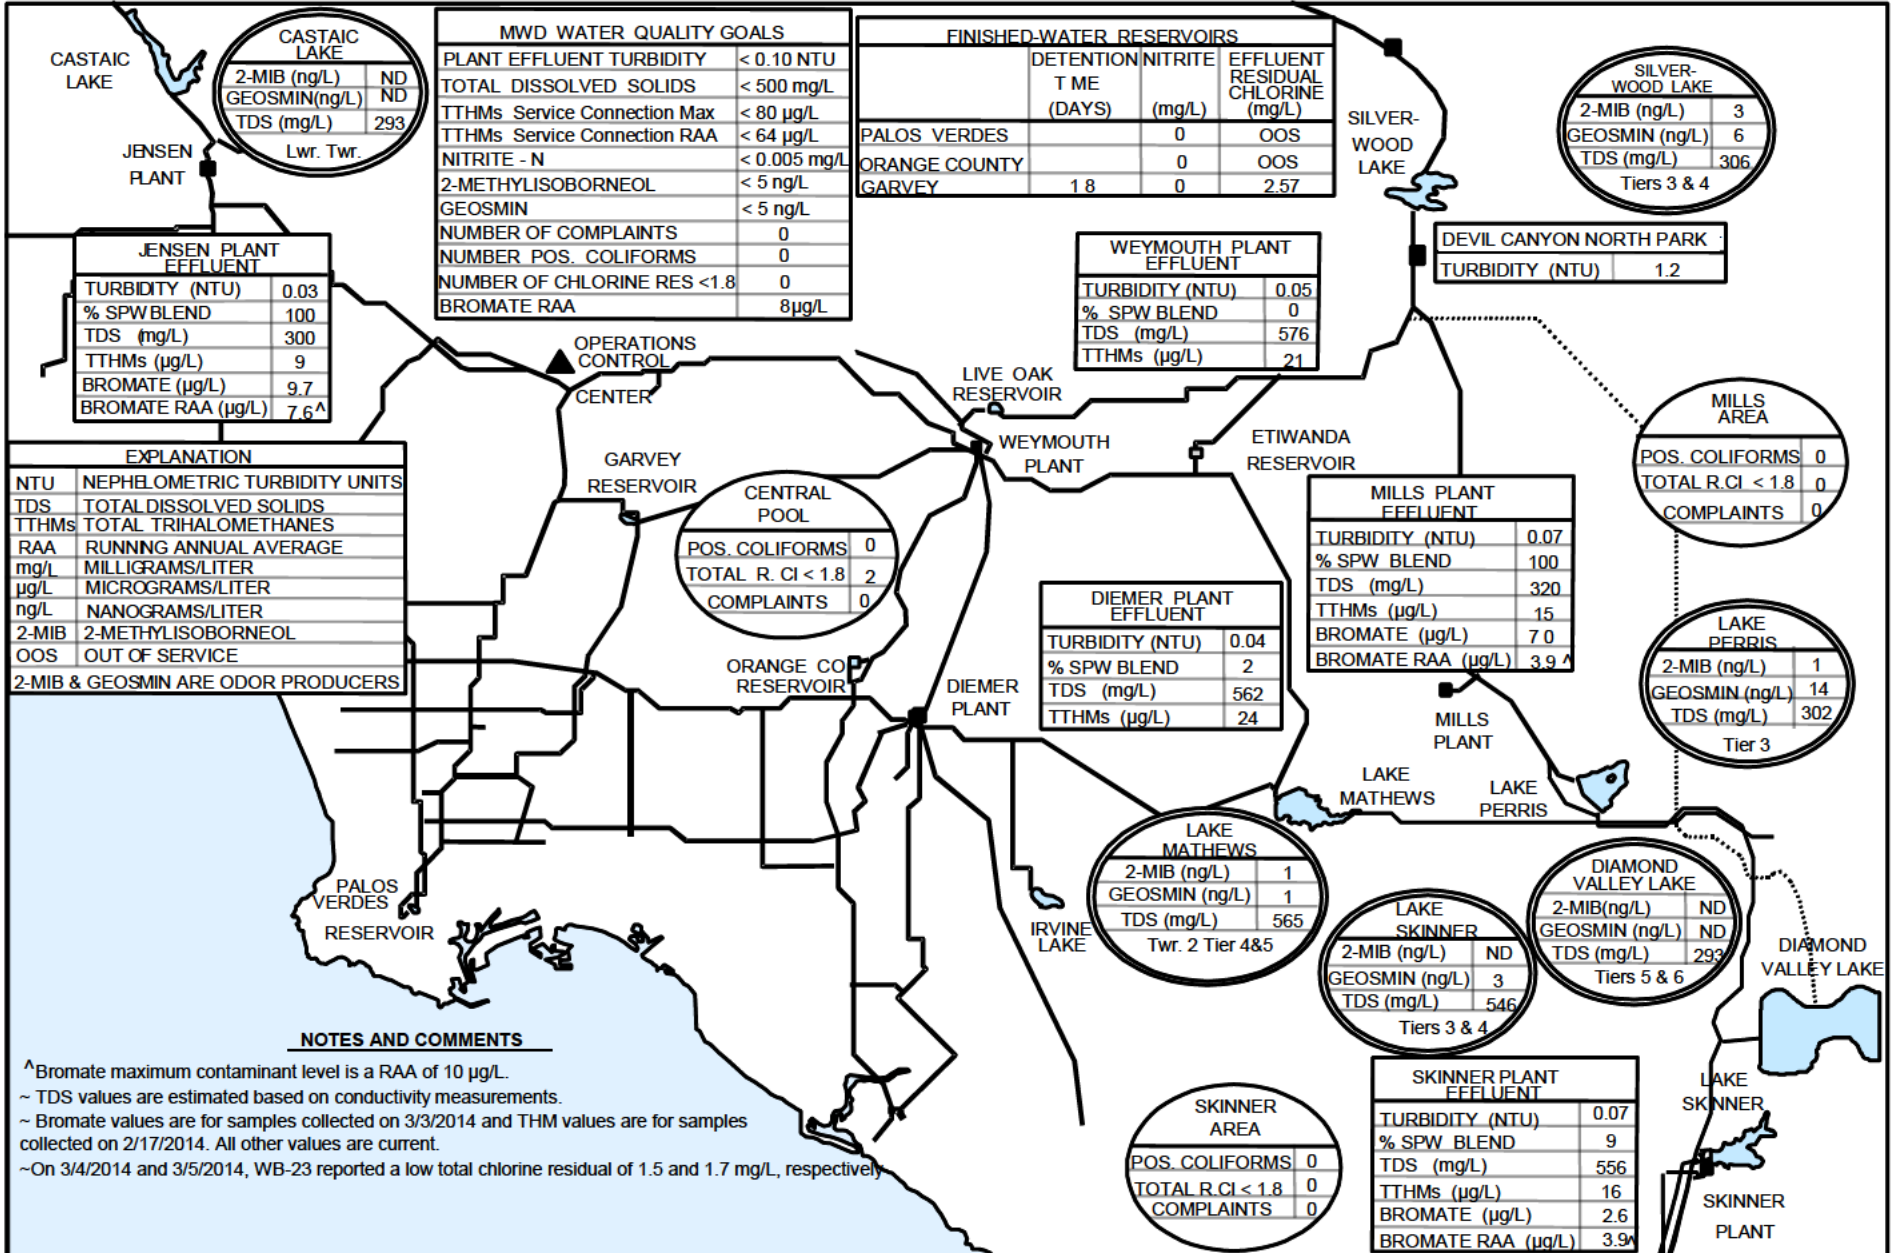 CASTAIC
LAKE
CASTAIC
LAKE
2-MIB (ng/L) ND
GEOSMIN(ng/L) ND
TDS (mg/L) 293
Lwr. Twr.
JENSEN
PLANT
MWD WATER QUALITY GOALS
PLANT EFFLUENT TURBIDITY < 0.10 NTU
TOTAL DISSOLVED SOLIDS < 500 mg/L
TTHMs Service Connection Max < 80 µg/L
TTHMs Service Connection RAA < 64 µg/L
NITRITE - N < 0.005 mg/L
2-METHYLISOBORNEOL < 5 ng/L
GEOSMIN < 5 ng/L
NUMBER OF COMPLAINTS 0
NUMBER POS. COLIFORMS 0
NUMBER OF CHLORINE RES <1.8 0
BROMATE RAA 8µg/L
FINISHED-WATER RESERVOIRS
DETENTION NITRITE EFFLUENT
T ME RESIDUAL
CHLORINE
(DAYS) (mg/L) (mg/L)
PALOS VERDES 0 OOS
ORANGE COUNTY 0 OOS
GARVEY 1 8 0 2.57
SILVER-
WOOD
LAKE
SILVER-
WOOD LAKE
2-MIB (ng/L) 3
GEOSMIN (ng/L) 6
TDS (mg/L) 306
Tiers 3 & 4
DEVIL CANYON NORTH PARK
TURBIDITY (NTU) 1.2
JENSEN PLANT
EFFLUENT
TURBIDITY (NTU) 0.03
% SPW BLEND 100
TDS (mg/L) 300
TTHMs (µg/L) 9
BROMATE (µg/L) 9.7
BROMATE RAA (µg/L) 7.6^
WEYMOUTH PLANT
EFFLUENT
TURBIDITY (NTU) 0.05
% SPW BLEND 0
TDS (mg/L) 576
TTHMs (µg/L) 21
OPERATIONS
CONTROL
CENTER
LIVE OAK
RESERVOIR
WEYMOUTH
PLANT
ETIWANDA
RESERVOIR
MILLS
AREA
POS. COLIFORMS 0
TOTAL R.Cl < 1.8 0
COMPLAINTS 0
EXPLANATION
NTU NEPHELOMETRIC TURBIDITY UNITS
TDS TOTAL DISSOLVED SOLIDS
TTHMs TOTAL TRIHALOMETHANES
RAA RUNNING ANNUAL AVERAGE
mg/L MILLIGRAMS/LITER
µg/L MICROGRAMS/LITER
ng/L NANOGRAMS/LITER
2-MIB 2-METHYLISOBORNEOL
OOS OUT OF SERVICE
2-MIB & GEOSMIN ARE ODOR PRODUCERS
GARVEY
RESERVOIR
CENTRAL
POOL
POS. COLIFORMS 0
TOTAL R. Cl < 1.8 2
COMPLAINTS 0
MILLS PLANT
EFFLUENT
TURBIDITY (NTU) 0.07
% SPW BLEND 100
TDS (mg/L) 320
TTHMs (µg/L) 15
BROMATE (µg/L) 7 0
BROMATE RAA (µg/L) 3.9 ^
DIEMER PLANT
EFFLUENT
TURBIDITY (NTU) 0.04
% SPW BLEND 2
TDS (mg/L) 562
TTHMs (µg/L) 24
ORANGE CO
RESERVOIR
DIEMER
PLANT
MILLS
PLANT
LAKE
PERRIS
2-MIB (ng/L) 1
GEOSMIN (ng/L) 14
TDS (mg/L) 302
Tier 3
LAKE
MATHEWS
LAKE
PERRIS
LAKE
MATHEWS
2-MIB (ng/L) 1
GEOSMIN (ng/L) 1
TDS (mg/L) 565
Twr. 2 Tier 4&5
DIAMOND
VALLEY LAKE
2-MIB(ng/L) ND
GEOSMIN (ng/L) ND
TDS (mg/L) 293
Tiers 5 & 6
PALOS
VERDES
RESERVOIR
IRVINE
LAKE
LAKE
SKINNER
2-MIB (ng/L) ND
GEOSMIN (ng/L) 3
TDS (mg/L) 546
Tiers 3 & 4
DIAMOND
VALLEY LAKE
NOTES AND COMMENTS
^Bromate maximum contaminant level is a RAA of 10 µg/L.
~ TDS values are estimated based on conductivity measurements.
~ Bromate values are for samples collected on 3/3/2014 and THM values are for samples
collected on 2/17/2014. All other values are current.
~On 3/4/2014 and 3/5/2014, WB-23 reported a low total chlorine residual of 1.5 and 1.7 mg/L, respectively
SKINNER
AREA
POS. COLIFORMS 0
TOTAL R.Cl < 1.8 0
COMPLAINTS 0
SKINNER PLANT
EFFLUENT
TURBIDITY (NTU) 0.07
% SPW BLEND 9
TDS (mg/L) 556
TTHMs (µg/L) 16
BROMATE (µg/L) 2.6
BROMATE RAA (µg/L) 3.9^
LAKE
SKINNER
SKINNER
PLANT